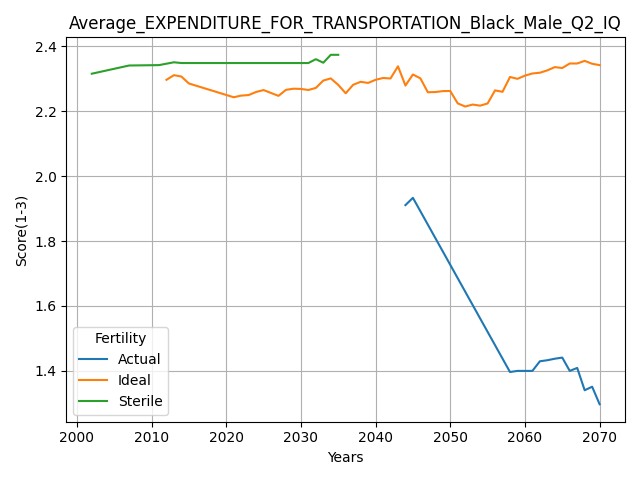 Average_EXPENDITURE_FOR_TRANSPORTATION_Black_Male_Q2_IQ
2.4
2.2
2.0
1.8
1.6
1.4
Score(1-3)
Fertility
Actual
Ideal
Sterile
2000 2010 2020 2030 2040 2050 2060 2070
Years